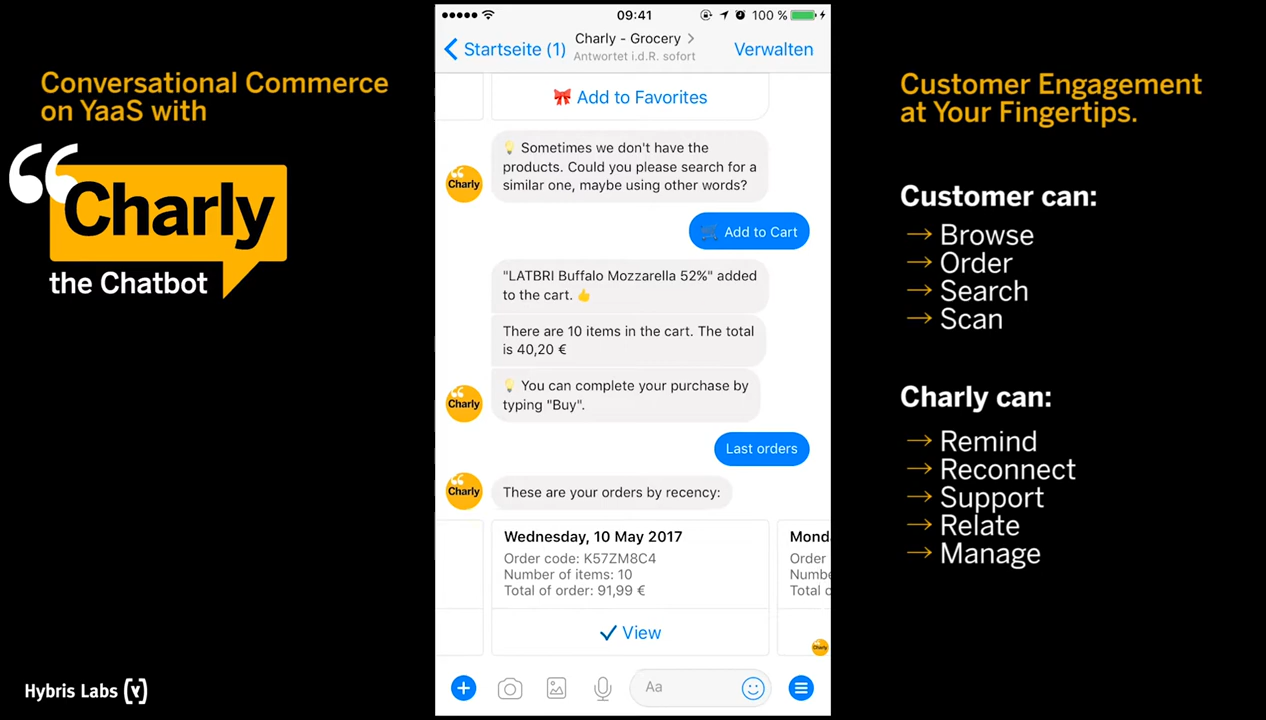 Conversational Commerce
on YaaS with
Charly
the Chatbot
Hybris Labs (Y)
09:41
100 %
Startseite (1)
Charly - Grocery
Antwortet i.d.R. sofort
Verwalten
Add to Favorites
Sometimes we don't have the
products. Could you please search for a
similar one, maybe using other words?
Charly
Add to Cart
"LATBRI Buffalo Mozzarella 52%" added
to the cart.
There are 10 items in the cart. The total
is 40,20 €
You can complete your purchase by
typing "Buy".
Charly
Last orders
Charly
These are your orders by recency:
Wednesday, 10 May 2017
Order code: K57ZM8C4
Number of items: 10
Total of order: 91,99 €
View
Mond
Order
Numbe
Total o
Charly
Aa
Customer Engagement
at Your Fingertips.
Customer can:
→ Browse
→ Order
→ Search
→ Scan
Charly can:
→ Remind
→ Reconnect
→ Support
→ Relate
→ Manage